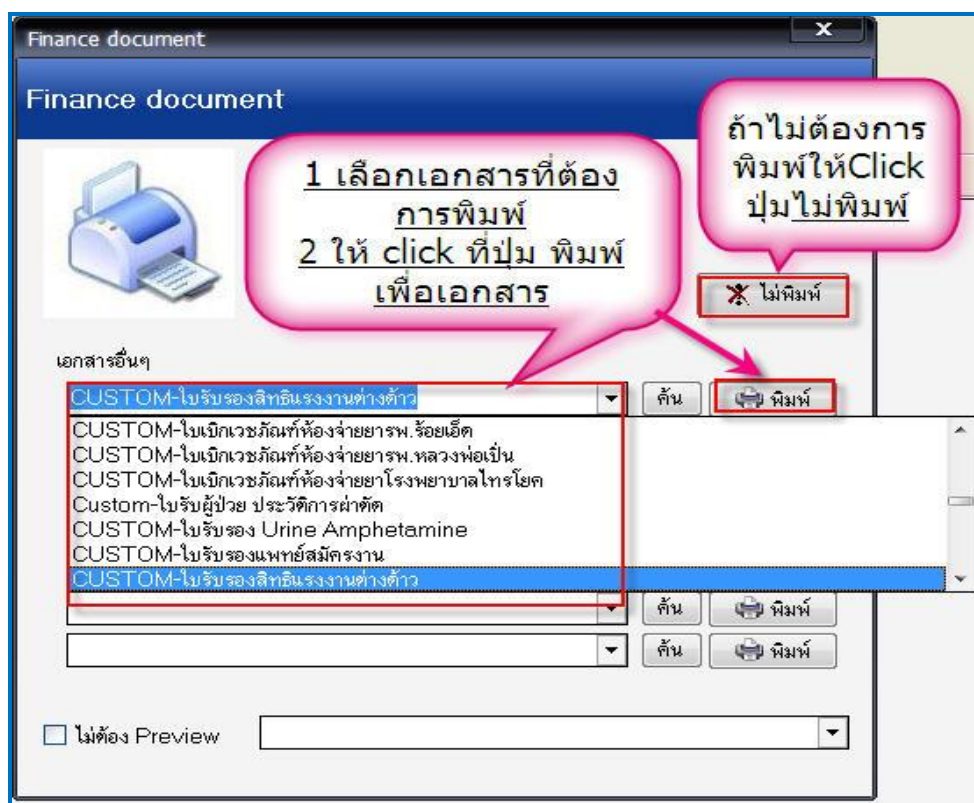 Finance document
x
Finance document
ถ้าไม่ต้องการ
พิมพ์ให้Click
ปุ่มไม่พิมพ์
1 เลือกเอกสารที่ต้อง
การพิมพ์
2 ให้ click ที่ปุ่ม พิมพ์
เพื่อเอกสาร
ไม่พิมพ์
เอกสารอื่นๆ
CUSTOM-ใบรับรองสิทธิแรงงานต่างด้าว
ค้น
พิมพ์
CUSTOM-ใบเบิกเวชภัณฑ์ห้องจ่ายยารพ.ร้อยเอ็ด
CUSTOM-ใบเบิกเวชภัณฑ์ห้องจ่ายยารพ.หลวงพ่อเปิ่น
CUSTOM-ใบเบิกเวชภัณฑ์ห้องจ่ายยาโรงพยาบาลไทรโยค
Custom-ใบรับผู้ป่วย ประวัติการผ่าตัด
CUSTOM-ใบรับรอง Urine Amphetamine
CUSTOM-ใบรับรองแพทย์สมัครงาน
CUSTOM-ใบรับรองสิทธิแรงงานต่างด้าว
ค้น
พิมพ์
ค้น
พิมพ์
ไม่ต้อง Preview